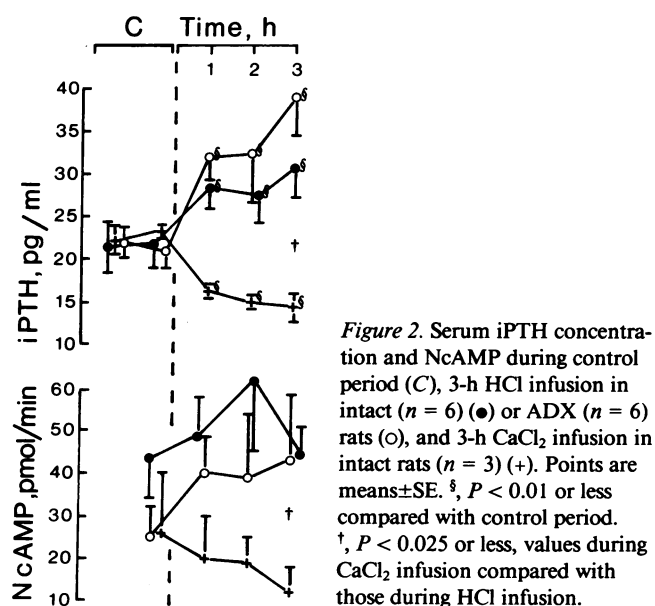 C Time, h
1 2 3
40
35
30
25
20
15
10
iPTH, pg/ml
§ § §
§ § §
†
§ § §
60
50
40
30
20
10
NcAMP, pmol/min
†
Figure 2. Serum iPTH concentra-
tion and NcAMP during control
period (C), 3-h HCl infusion in
intact (n = 6) (●) or ADX (n = 6)
rats (○), and 3-h CaCl₂ infusion in
intact rats (n = 3) (+). Points are
means±SE. §, P < 0.01 or less
compared with control period.
†, P < 0.025 or less, values during
CaCl₂ infusion compared with
those during HCl infusion.